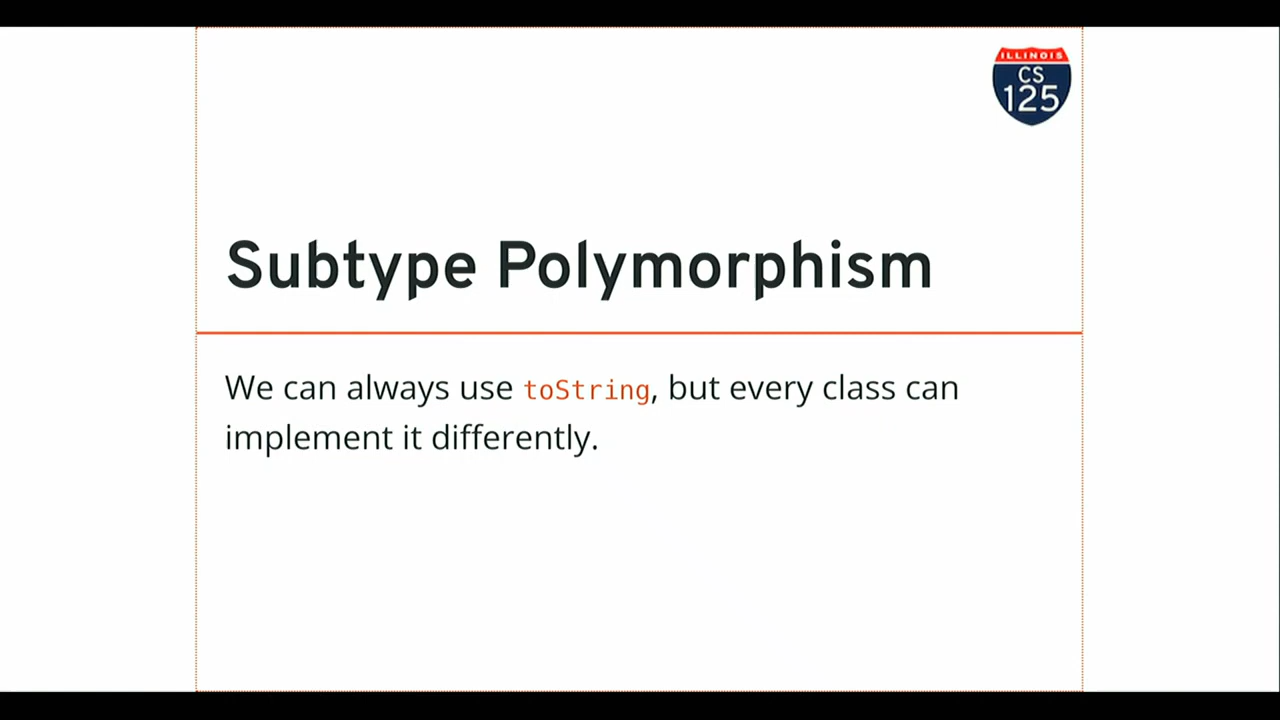 ILLINOIS
CS
125
Subtype Polymorphism
We can always use toString, but every class can
implement it differently.